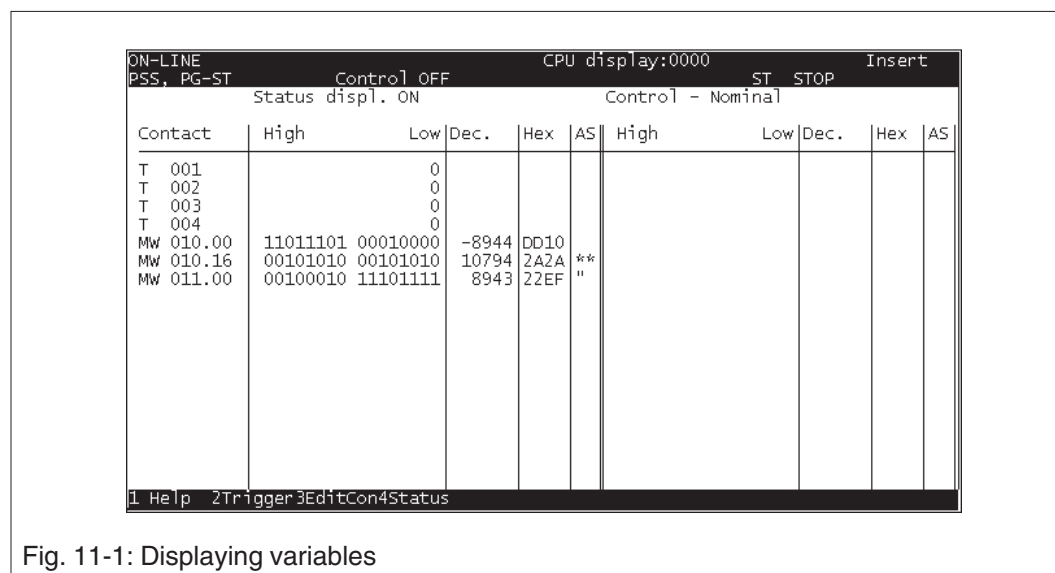 ON-LINE CPU display:0000 Insert
PSS, PG-ST Control OFF ST STOP
Status displ. ON Control - Nominal
Contact High Low Dec. Hex AS High Low Dec. Hex AS
T 001 0
T 002 0
T 003 0
T 004 0
MW 010.00 11011101 00010000 -8944 DD10
MW 010.16 00101010 00101010 10794 2A2A **
MW 011.00 00100010 11101111 8943 22EF "
1 Help 2Trigger3EditCon4Status
Fig. 11-1: Displaying variables